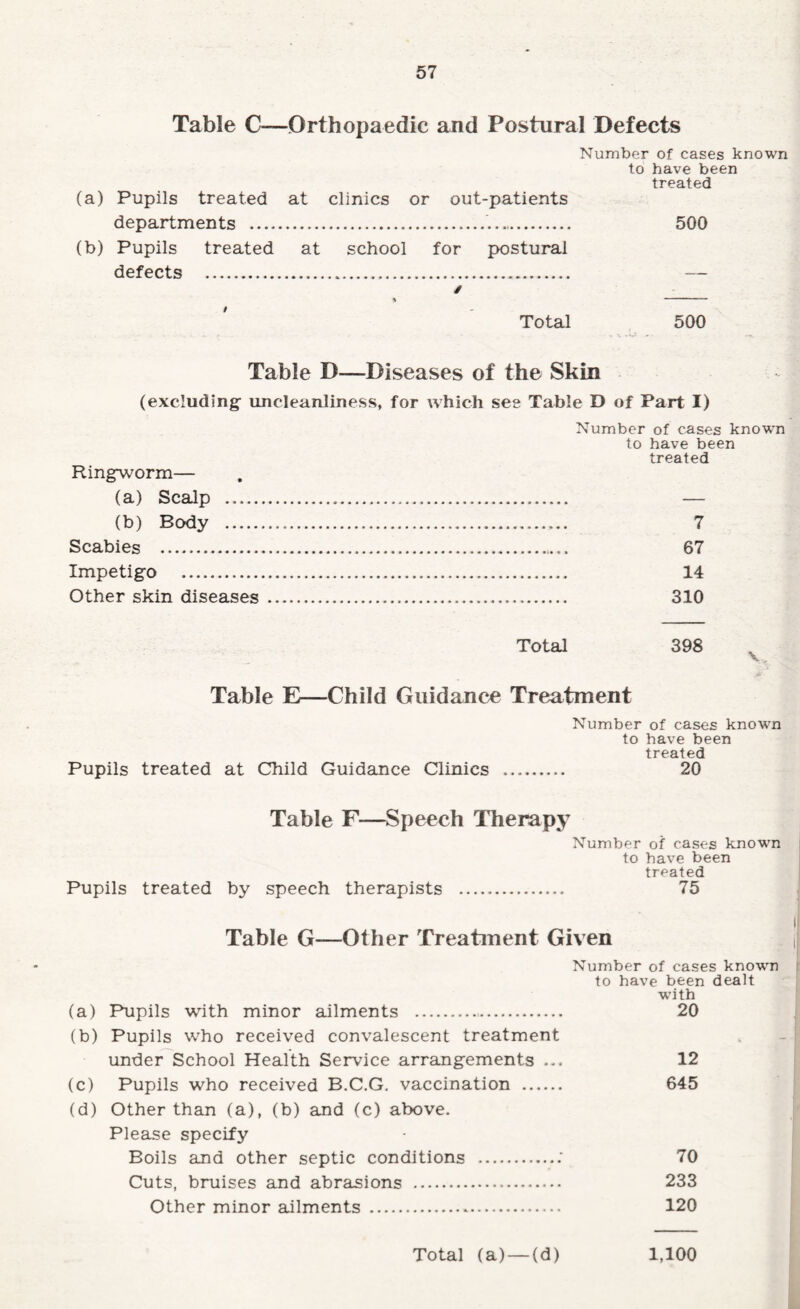 57
Table C—Orthopaedic and Postural Defects
Number of cases known
to have been
treated
(a) Pupils treated at clinics or out-patients
departments .......... 500
(b) Pupils treated at school for postural
defects .......... —
Total 500
Table D—Diseases of the Skin
(excluding uncleanliness, for which see Table D of Part I)
Number of cases known
to have been
treated
Ringworm—
(a) Scalp .......... —
(b) Body .......... 7
Scabies .......... 67
Impetigo .......... 14
Other skin diseases .......... 310
Total 398
Table E—Child Guidance Treatment
Number of cases known
to have been
treated
Pupils treated at Child Guidance Clinics .......... 20
Table F—Speech Therapy
Number of cases known
to have been
treated
Pupils treated by speech therapists .......... 75
Table G—Other Treatment Given
Number of cases known
to have been dealt
with
(a) Pupils with minor ailments .......... 20
(b) Pupils who received convalescent treatment
under School Health Service arrangements ... 12
(c) Pupils who received B.C.G. vaccination ...... 645
(d) Other than (a), (b) and (c) above.
Please specify
Boils and other septic conditions .......... 70
Cuts, bruises and abrasions .......... 233
Other minor ailments .......... 120
Total (a)—(d) 1,100